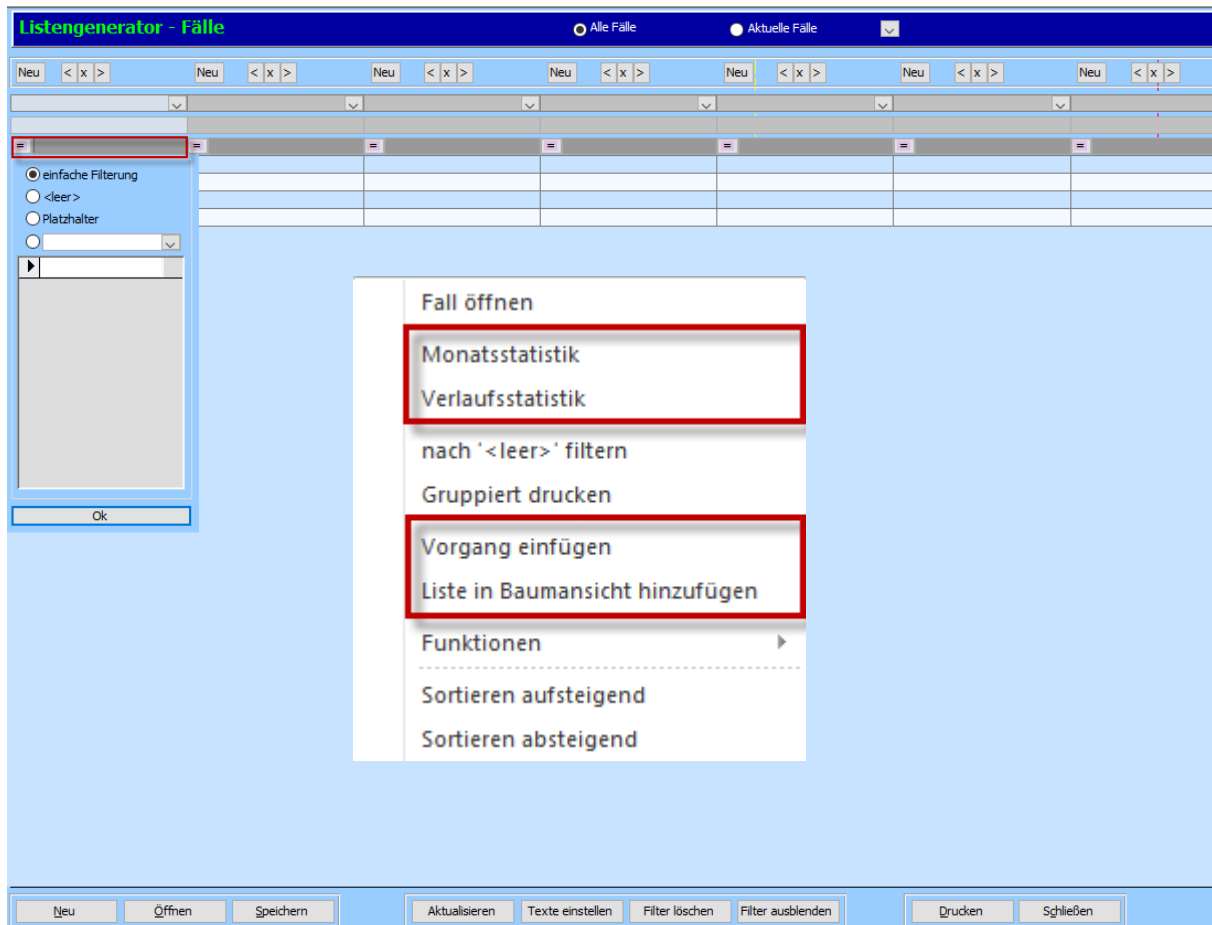 Listengenerator - Fälle Alle Fälle Aktuelle Fälle
Neu < x > Neu < x > Neu < x > Neu < x > Neu < x > Neu < x > Neu < x >
= = = = = = =
einfache Filterung
<leer>
Platzhalter
Ok
Fall öffnen
Monatsstatistik
Verlaufsstatistik
nach '<leer>' filtern
Gruppiert drucken
Vorgang einfügen
Liste in Baumansicht hinzufügen
Funktionen
Sortieren aufsteigend
Sortieren absteigend
Neu Öffnen Speichern Aktualisieren Texte einstellen Filter löschen Filter ausblenden Drucken Schließen